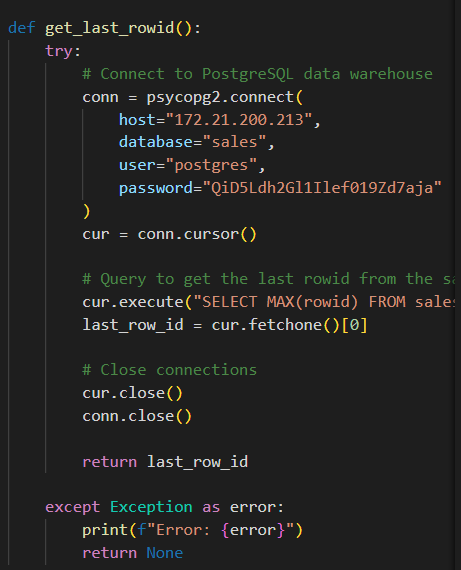 def get_last_rowid():
    try:
        # Connect to PostgreSQL data warehouse
        conn = psycopg2.connect(
            host="172.21.200.213",
            database="sales",
            user="postgres",
            password="QiD5Ldh2Gl1Ilef019Zd7aja"
        )
        cur = conn.cursor()

        # Query to get the last rowid from the sa
        cur.execute("SELECT MAX(rowid) FROM sales
        last_row_id = cur.fetchone()[0]

        # Close connections
        cur.close()
        conn.close()

        return last_row_id

    except Exception as error:
        print(f"Error: {error}")
        return None